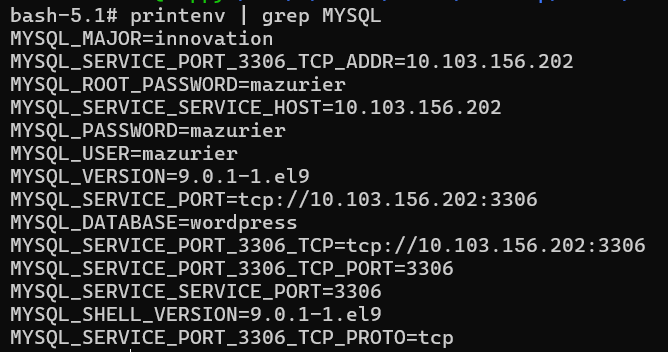 bash-5.1# printenv | grep MYSQL
MYSQL_MAJOR=innovation
MYSQL_SERVICE_PORT_3306_TCP_ADDR=10.103.156.202
MYSQL_ROOT_PASSWORD=mazurier
MYSQL_SERVICE_SERVICE_HOST=10.103.156.202
MYSQL_PASSWORD=mazurier
MYSQL_USER=mazurier
MYSQL_VERSION=9.0.1-1.el9
MYSQL_SERVICE_PORT=tcp://10.103.156.202:3306
MYSQL_DATABASE=wordpress
MYSQL_SERVICE_PORT_3306_TCP=tcp://10.103.156.202:3306
MYSQL_SERVICE_PORT_3306_TCP_PORT=3306
MYSQL_SERVICE_SERVICE_PORT=3306
MYSQL_SHELL_VERSION=9.0.1-1.el9
MYSQL_SERVICE_PORT_3306_TCP_PROTO=tcp